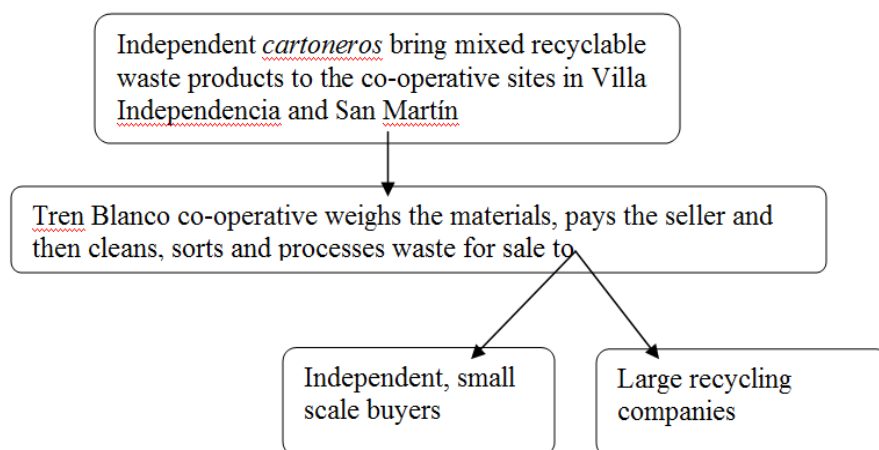 Independent cartoneros bring mixed recyclable
waste products to the co-operative sites in Villa
Independencia and San Martín
Tren Blanco co-operative weighs the materials, pays the seller and
then cleans, sorts and processes waste for sale to
Independent, small
scale buyers
Large recycling
companies